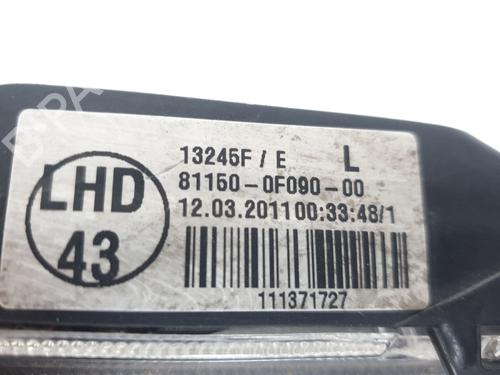 13245F / E L
81150-0F090-00
12.03.2011 00:33:48/1
LHD
43
111371727